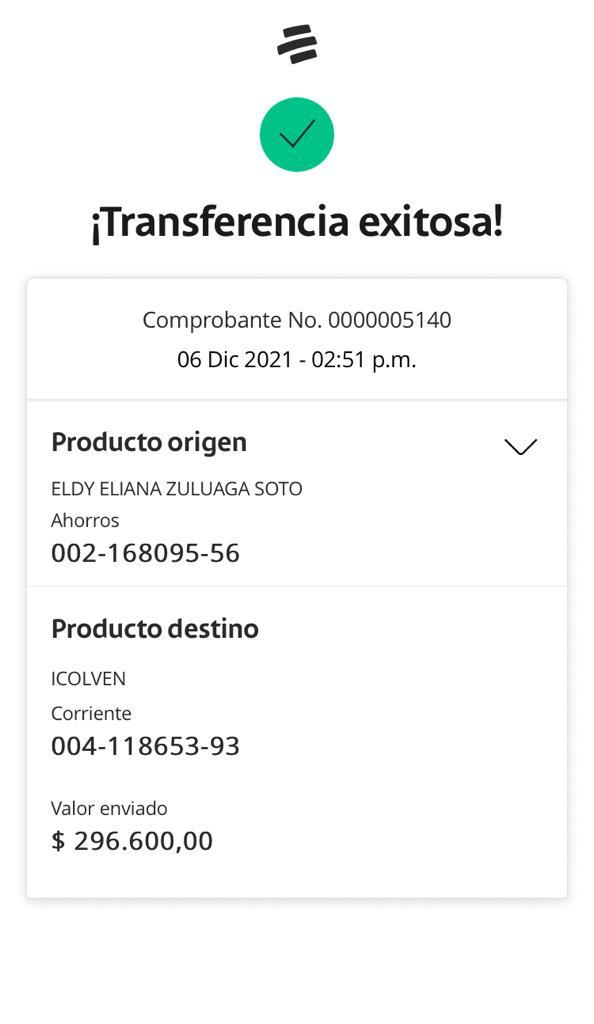 ¡Transferencia exitosa!
Comprobante No. 0000005140
06 Dic 2021 - 02:51 p.m.
Producto origen
ELDY ELIANA ZULUAGA SOTO
Ahorros
002-168095-56
Producto destino
ICOLVEN
Corriente
004-118653-93
Valor enviado
$ 296.600,00